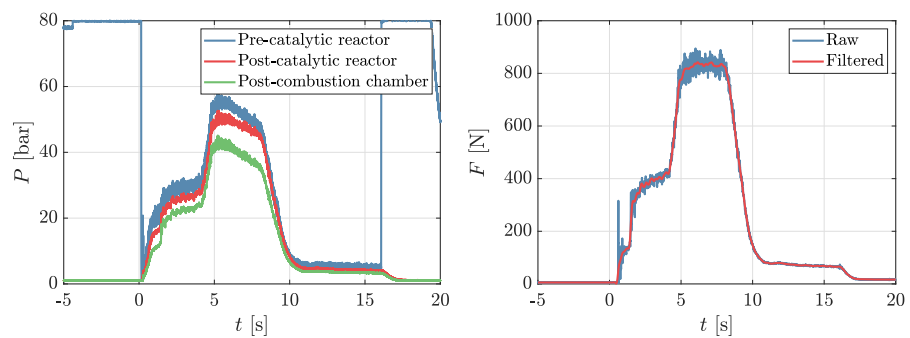 80
60
40
20
0
-5
0
5
10
15
20
P [bar]
t [s]
Pre-catalytic reactor
Post-catalytic reactor
Post-combustion chamber
1000
800
600
400
200
0
-5
0
5
10
15
20
F [N]
t [s]
Raw
Filtered